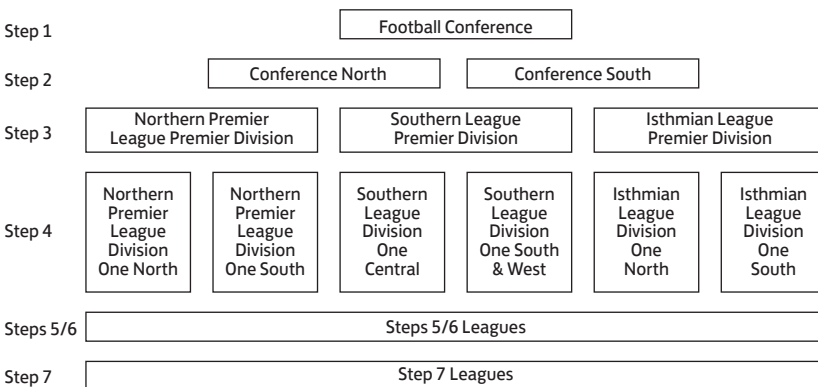 Step 1
Football Conference
Step 2
Conference North
Conference South
Step 3
Northern Premier
League Premier Division
Southern League
Premier Division
Isthmian League
Premier Division
Step 4
Northern
Premier
League
Division
One North
Northern
Premier
League
Division
One South
Southern
League
Division
One
Central
Southern
League
Division
One South
& West
Isthmian
League
Division
One
North
Isthmian
League
Division
One
South
Steps 5/6
Steps 5/6 Leagues
Step 7
Step 7 Leagues